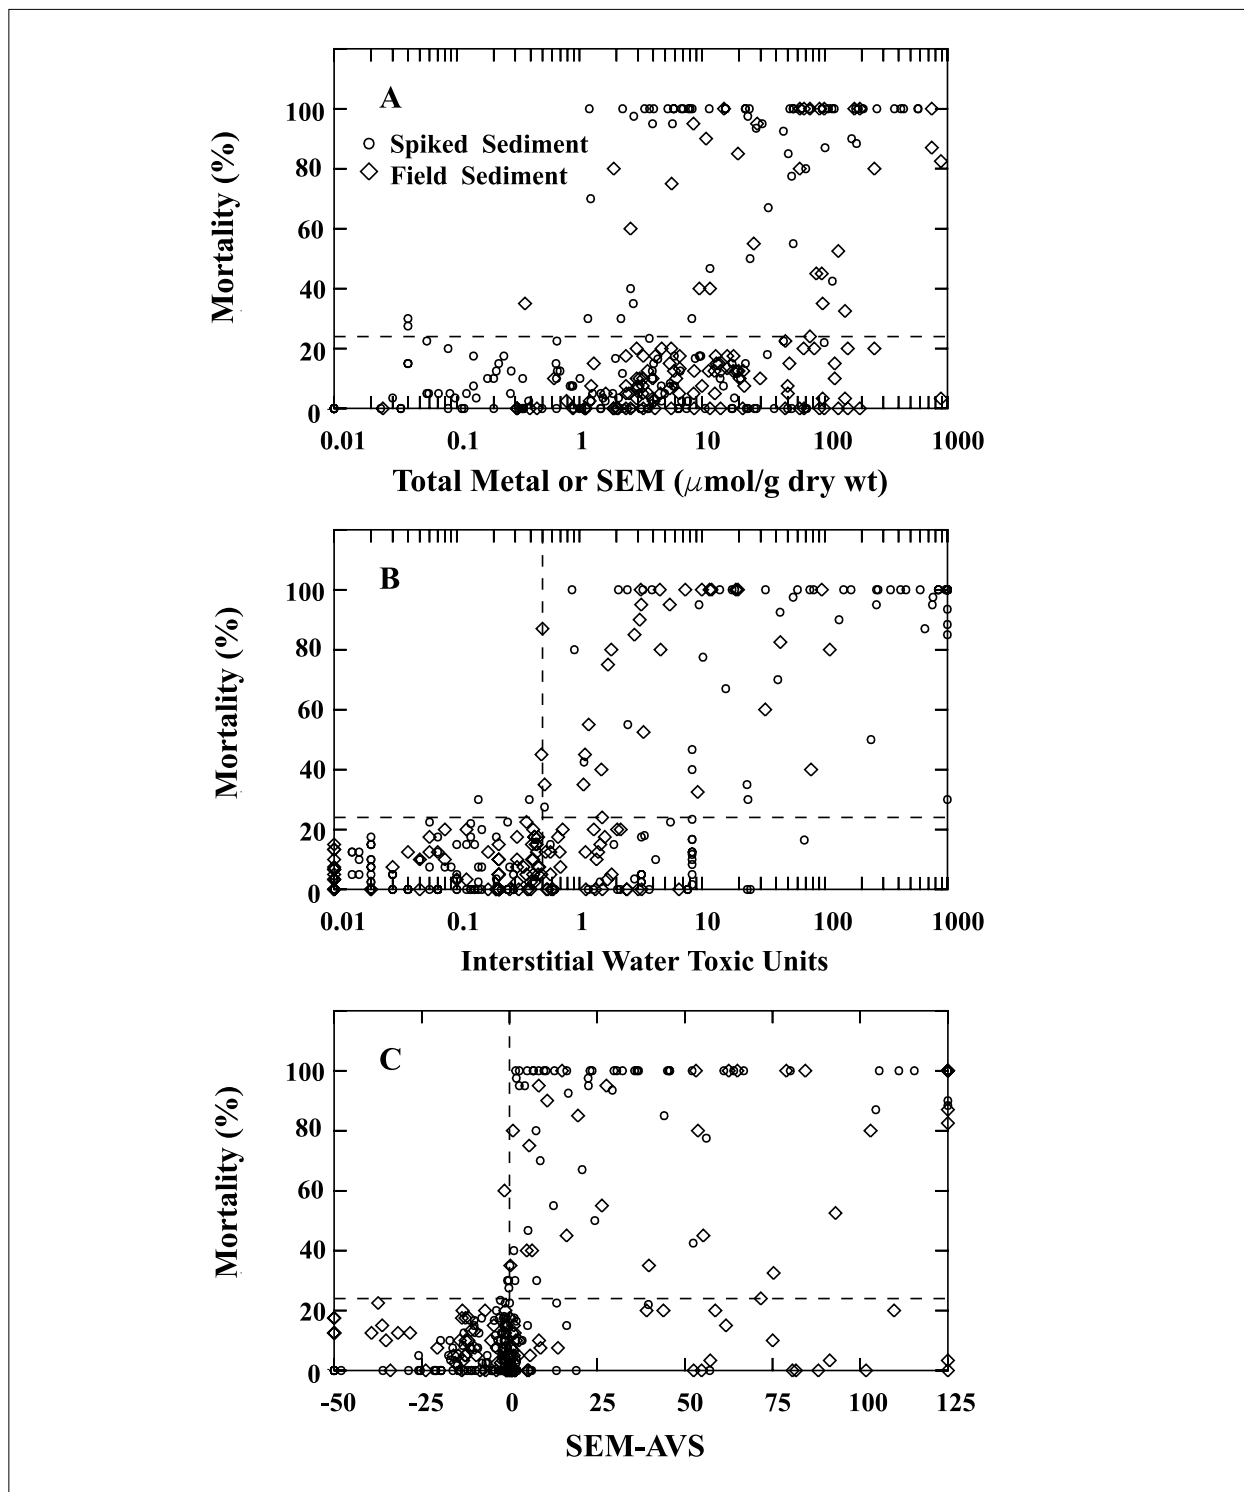 A
Mortality (%)
100
80
60
40
20
0
Spiked Sediment
Field Sediment
0.01 0.1 1 10 100 1000
Total Metal or SEM (μmol/g dry wt)
B
Mortality (%)
100
80
60
40
20
0
0.01 0.1 1 10 100 1000
Interstitial Water Toxic Units
C
Mortality (%)
100
80
60
40
20
0
-50 -25 0 25 50 75 100 125
SEM-AVS